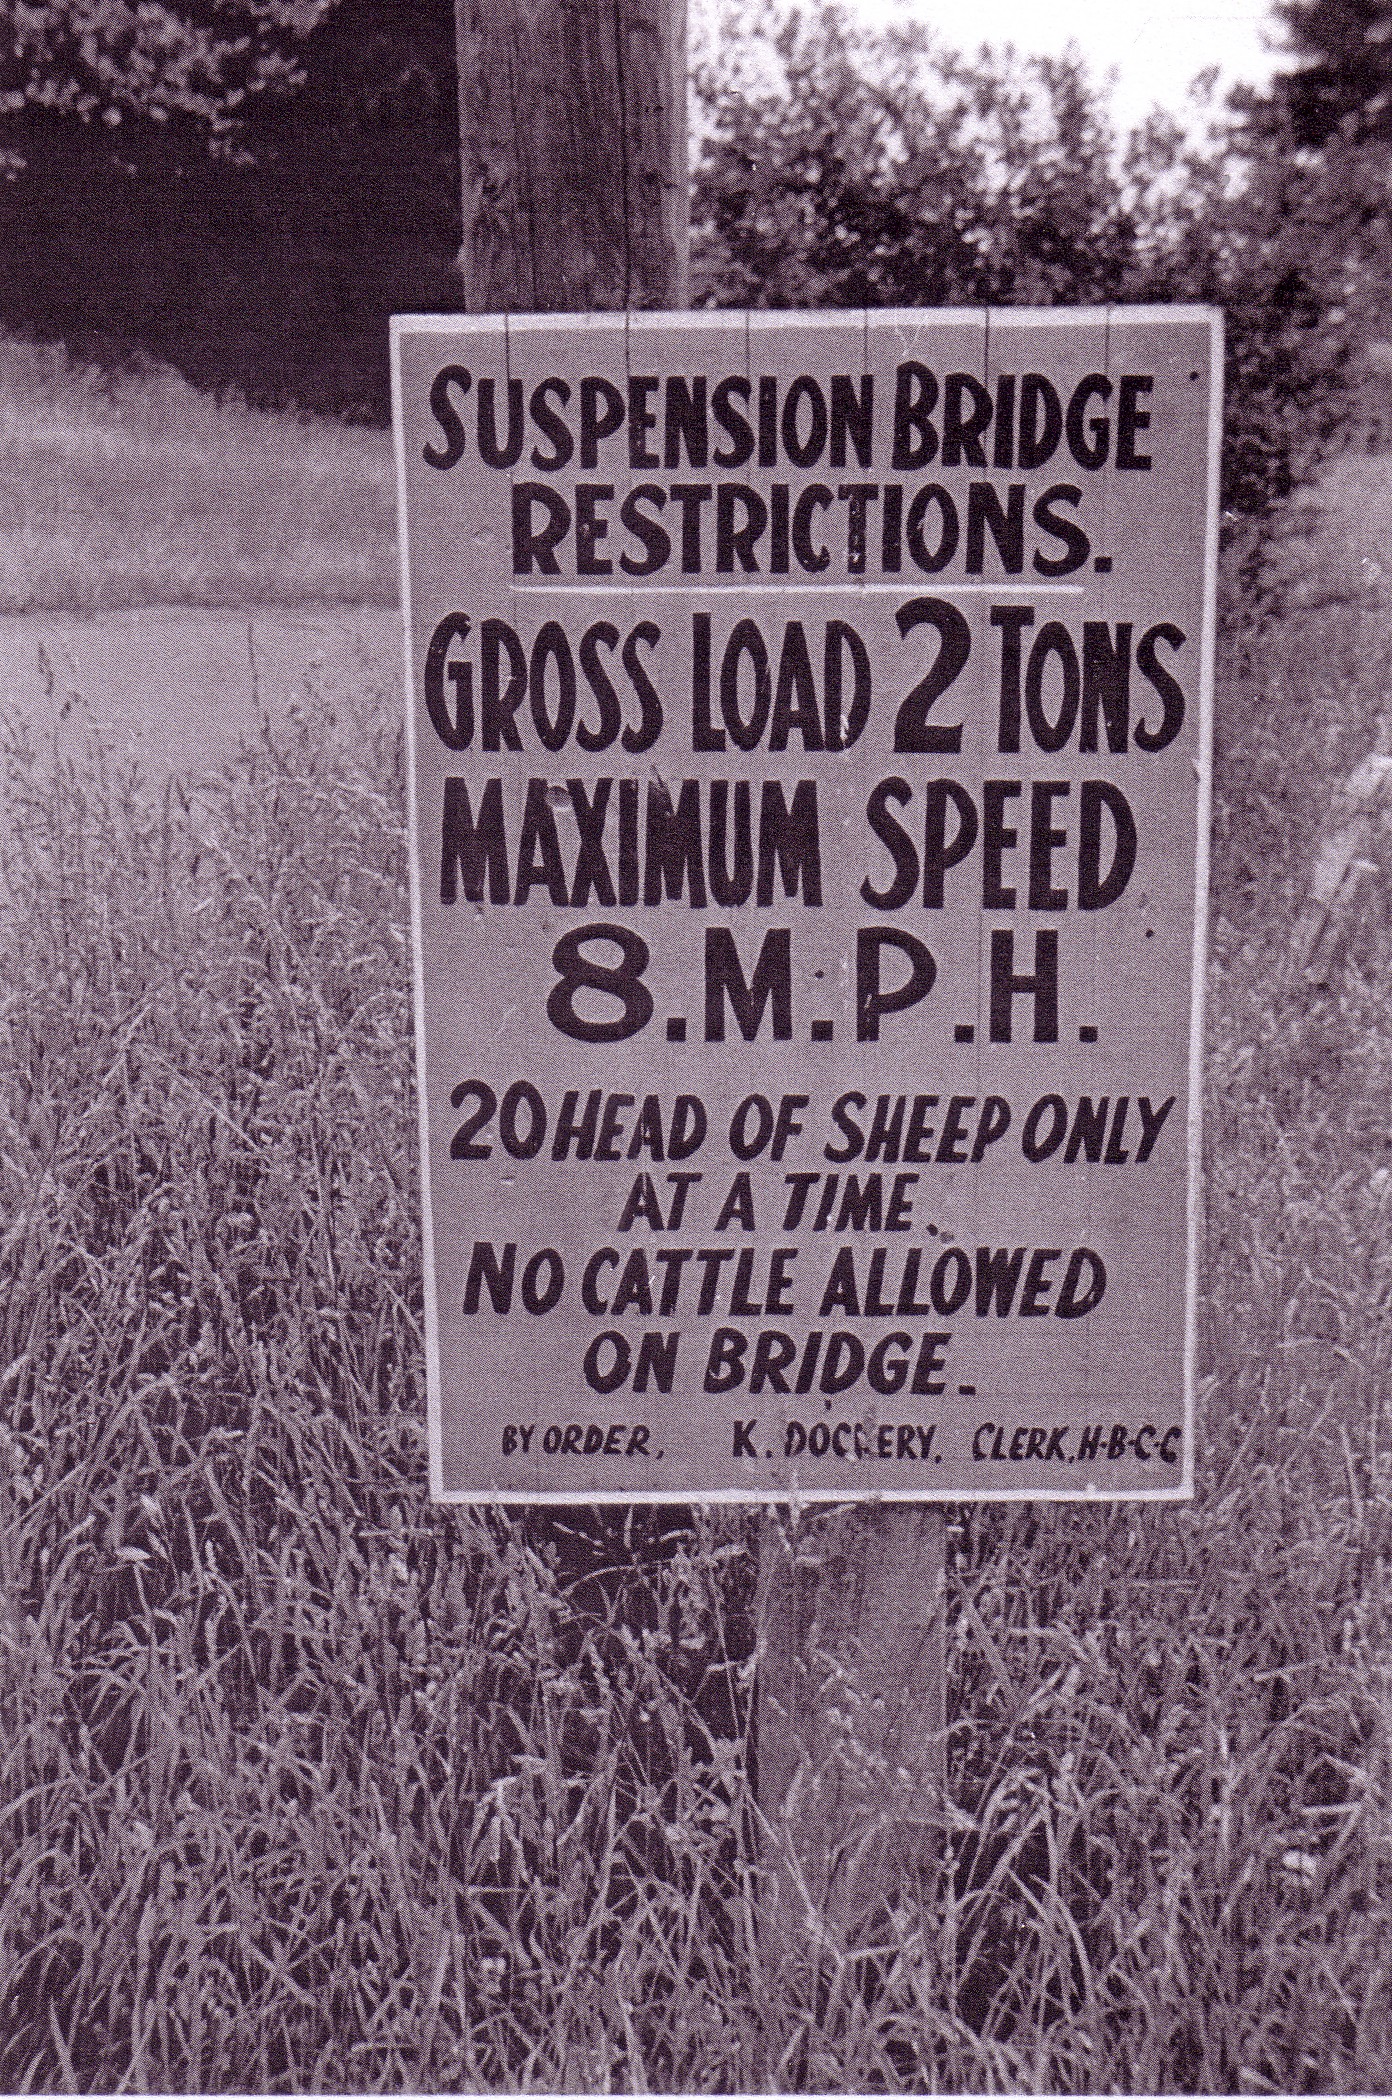 SUSPENSION BRIDGE
RESTRICTIONS.
GROSS LOAD 2 TONS
MAXIMUM SPEED
8.M.P.H.
20 HEAD OF SHEEP ONLY
AT A TIME.
NO CATTLE ALLOWED
ON BRIDGE.
BY ORDER, K. DOCKERY, CLERK, H-B-C-C